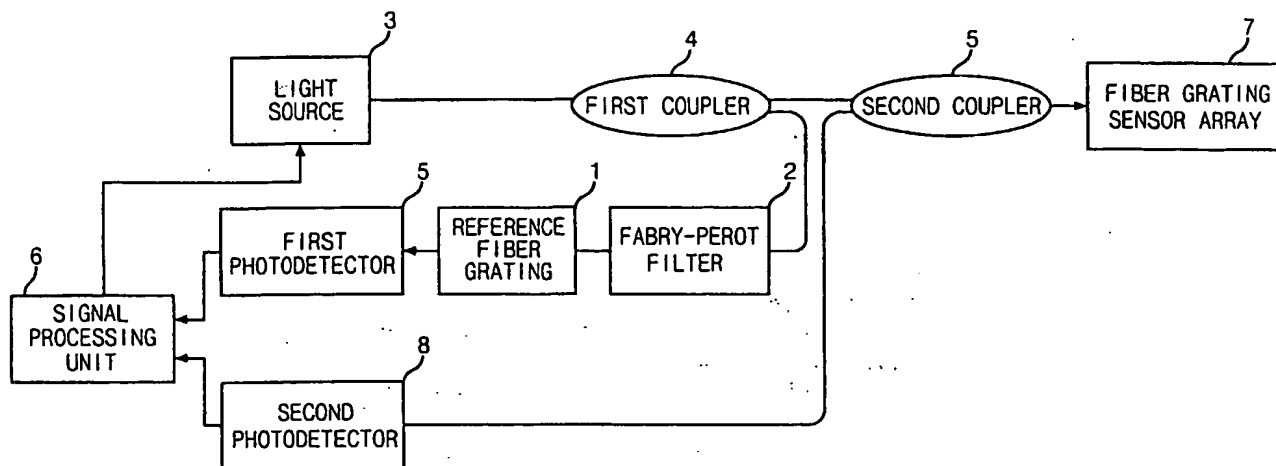 3
LIGHT
SOURCE
4
FIRST COUPLER
5
SECOND COUPLER
7
FIBER GRATING
SENSOR ARRAY
5
FIRST
PHOTODETECTOR
1
REFERENCE
FIBER
GRATING
2
FABRY-PEROT
FILTER
6
SIGNAL
PROCESSING
UNIT
8
SECOND
PHOTODETECTOR